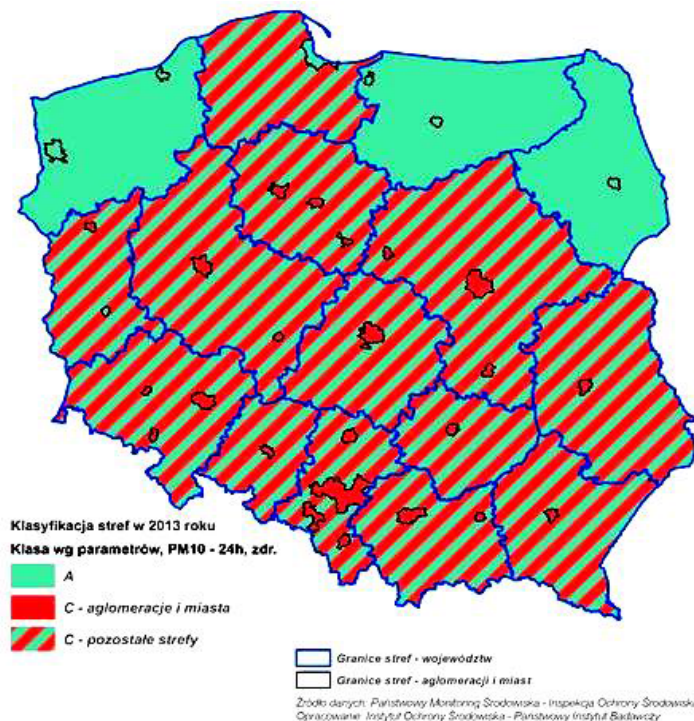 Klasyfikacja stref w 2013 roku
Klasa wg parametrów, PM10 - 24h, zdr.
A
C - aglomeracje i miasta
C - pozostałe strefy
Granice stref - województw
Granice stref - aglomeracji i miast
Źródło danych: Państwowy Monitoring Środowiska - Inspekcja Ochrony Środowisk
Opracowanie: Instytut Ochrony Środowiska - Państwowy Instytut Badawczy